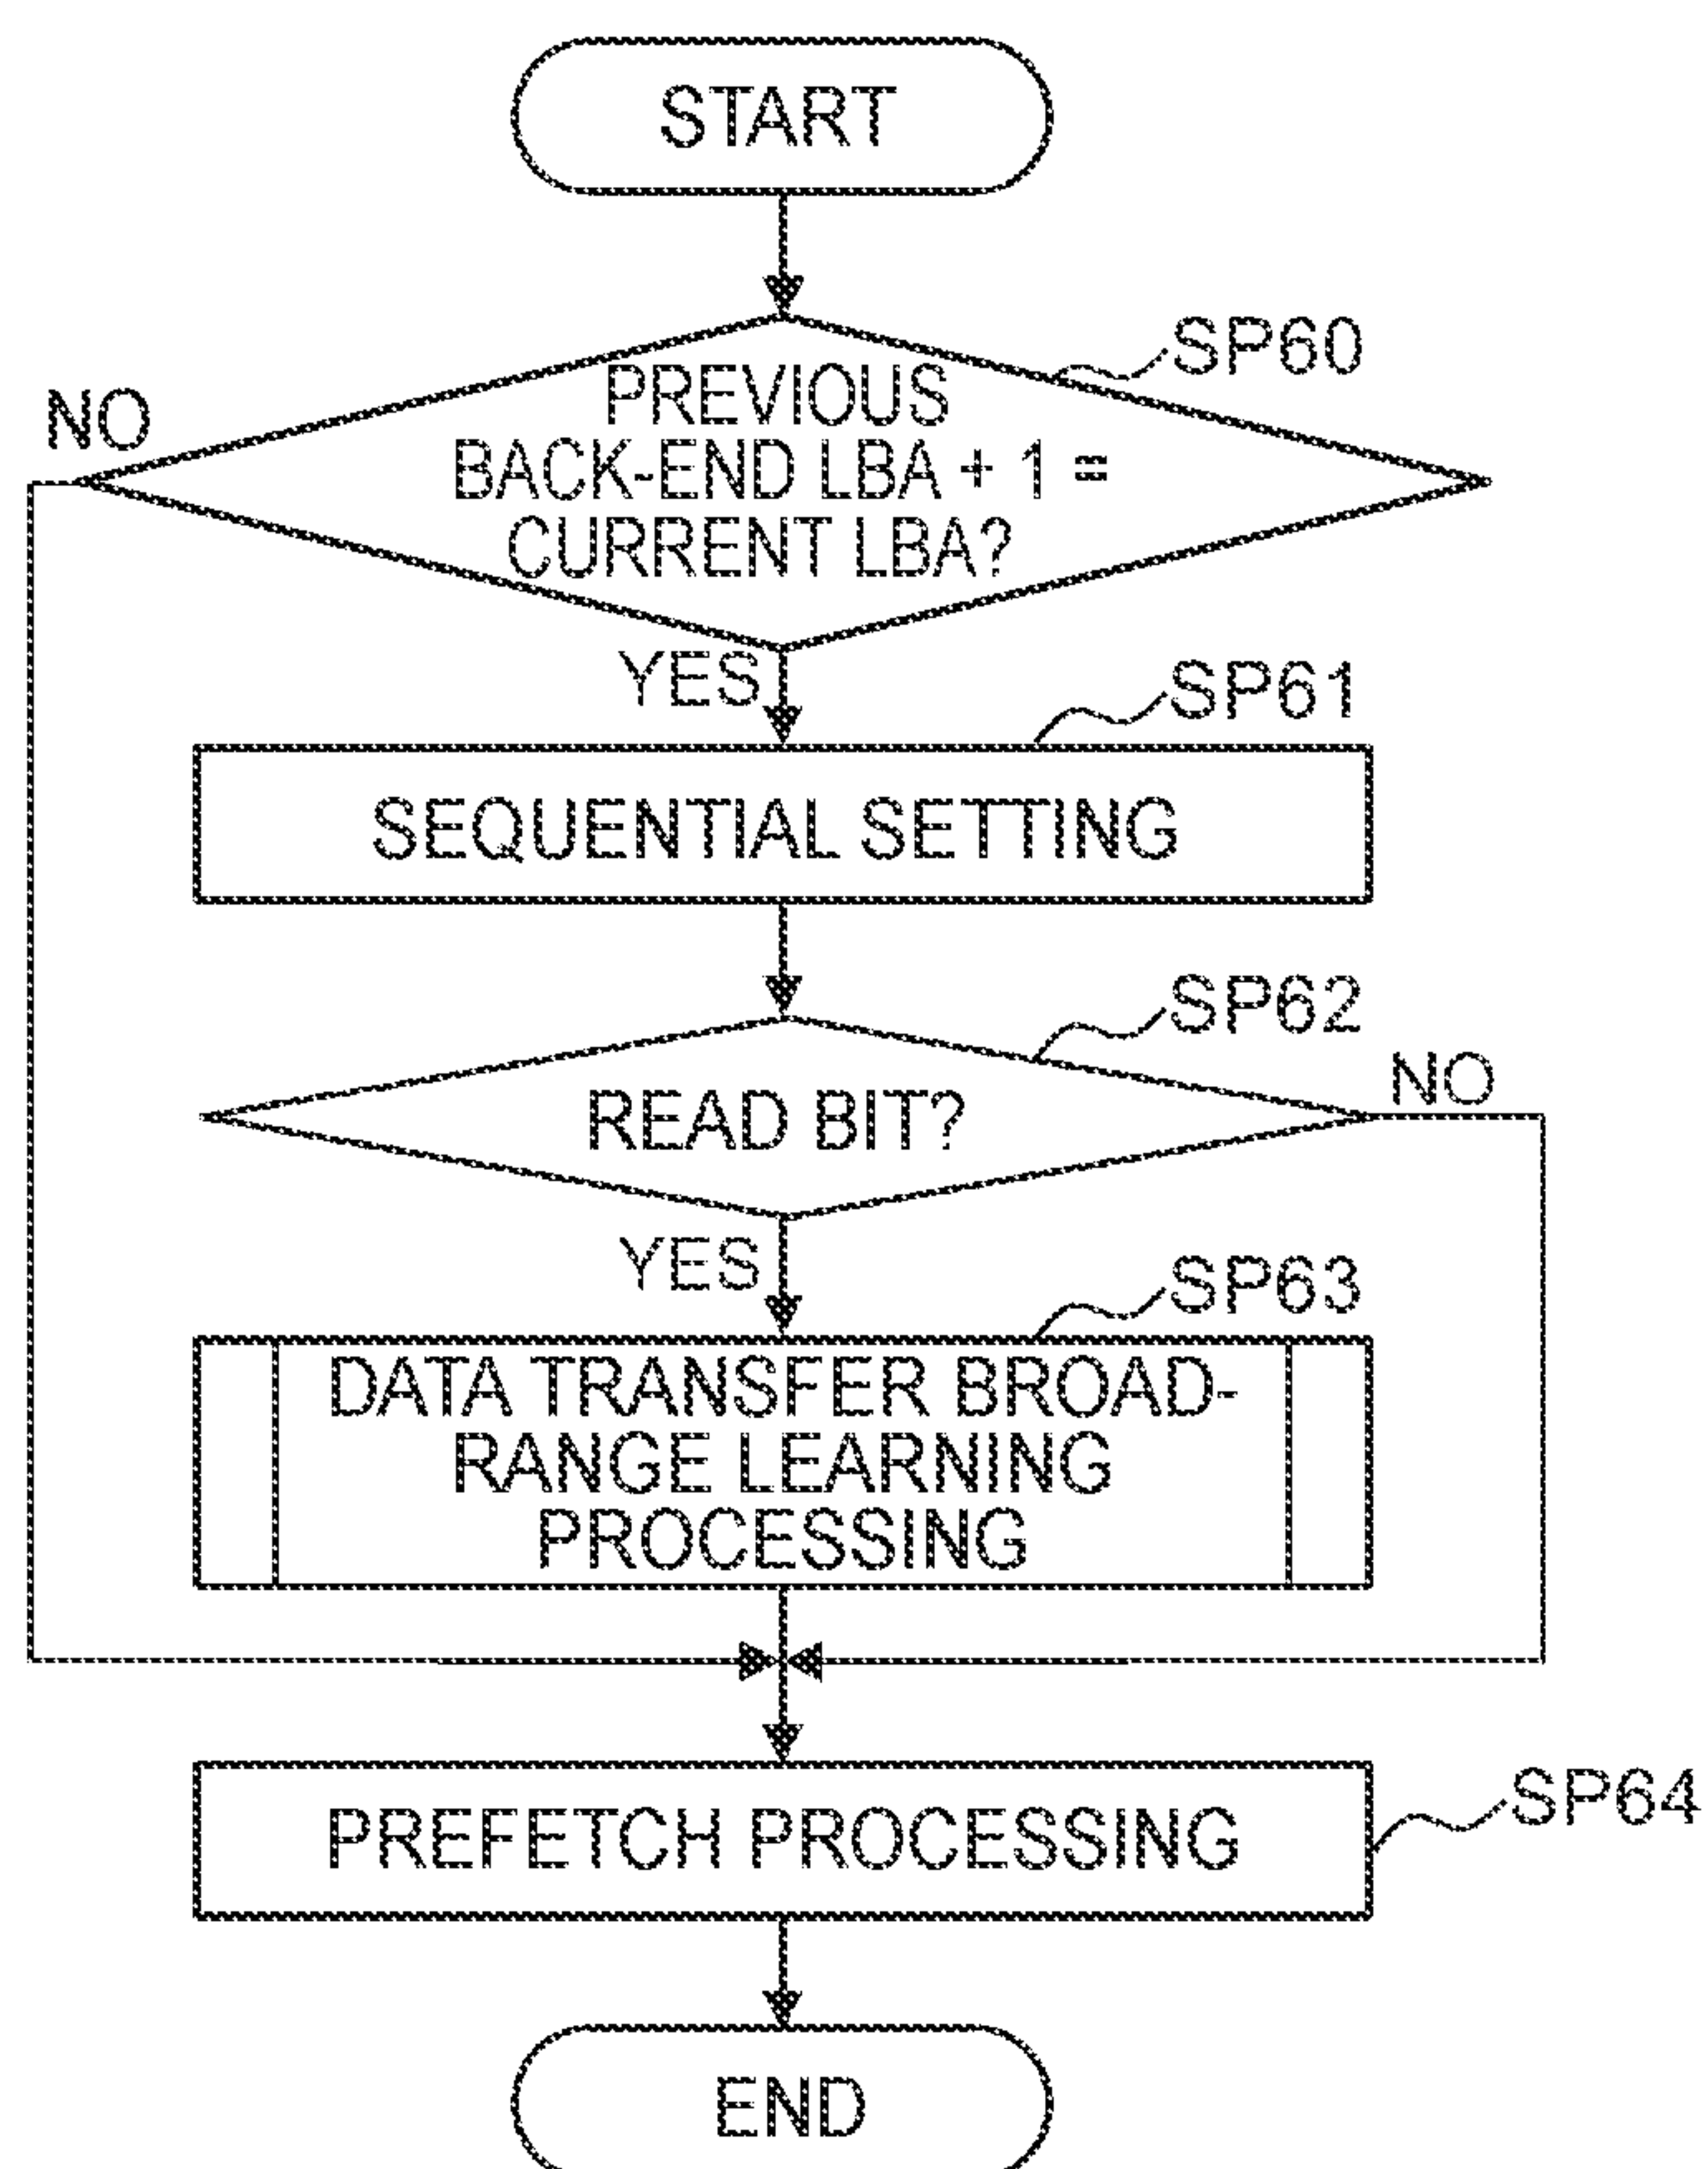 START
SP60
NO
PREVIOUS
BACK-END LBA + 1 =
CURRENT LBA?
YES
SP61
SEQUENTIAL SETTING
SP62
NO
READ BIT?
YES
SP63
DATA TRANSFER BROAD-
RANGE LEARNING
PROCESSING
PREFETCH PROCESSING
SP64
END